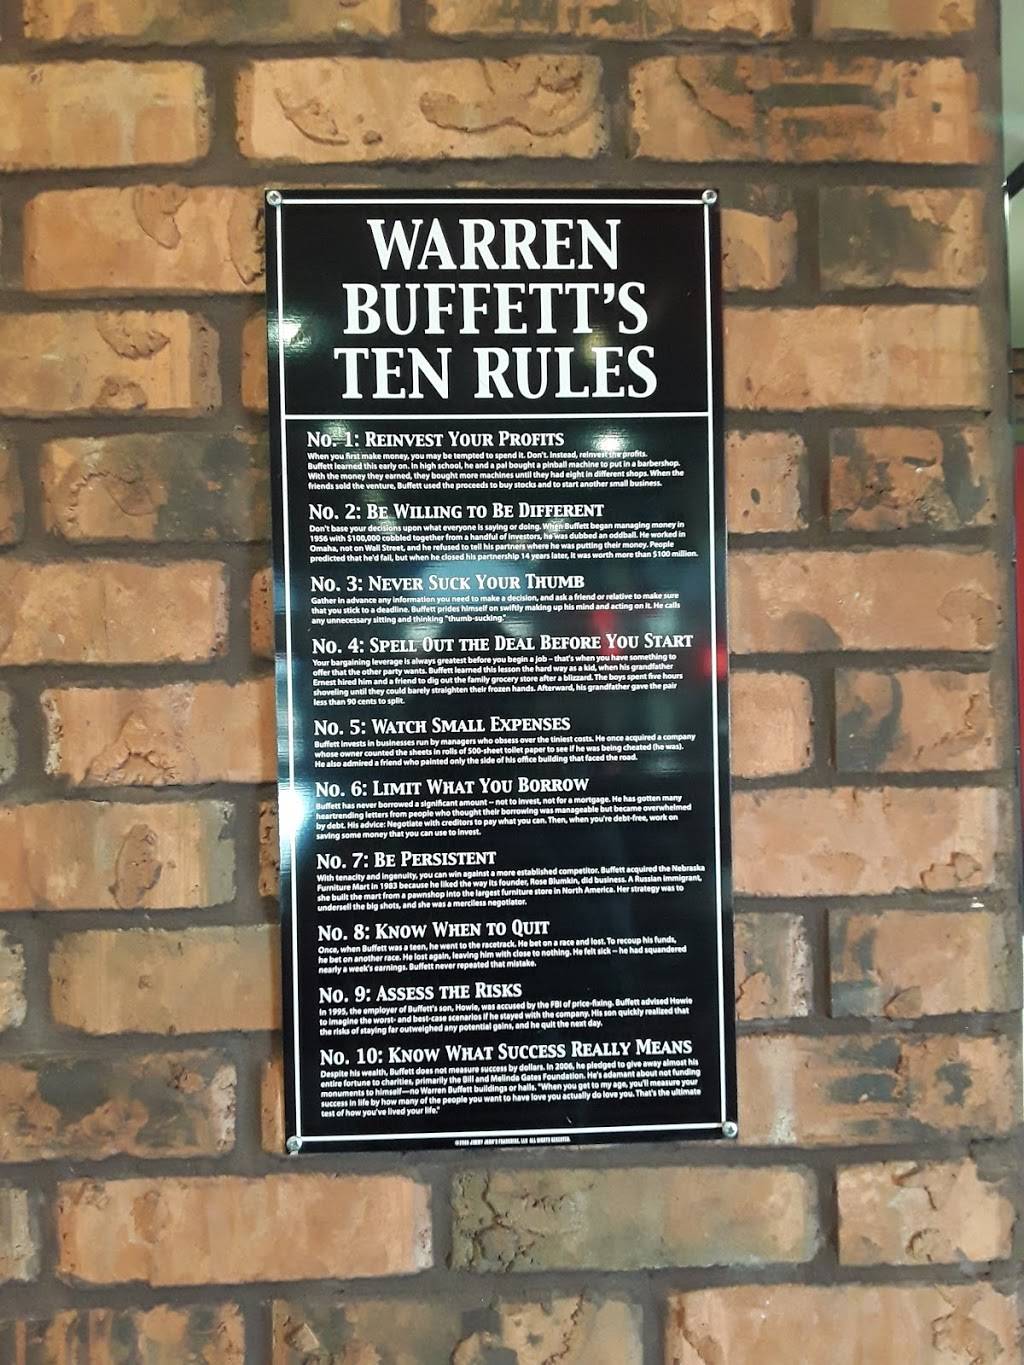 WARREN
BUFFETT'S
TEN RULES
No. 1: Reinvest Your Profits
When you first make money, you may be tempted to spend it. Don't. Instead, reinvest the profits.
Buffett learned this early on. In high school, he and a pal bought a pinball machine to put in a barbershop.
With the money they earned, they bought more machines until they had eight in different shops. When the
friends sold the venture, Buffett used the proceeds to buy stocks and to start another small business.
No. 2: Be Willing to Be Different
Don't base your decisions upon what everyone is saying or doing. When Buffett began managing money in
1956 with $100,000 cobbled together from a handful of investors, he was dubbed an oddball. He worked in
Omaha, not on Wall Street, and he refused to tell his partners where he was putting their money. People
predicted that he'd fail, but when he closed his partnership 14 years later, it was worth more than $100 million.
No. 3: Never Suck Your Thumb
Gather in advance any information you need to make a decision, and ask a friend or relative to make sure
that you stick to a deadline. Buffett prides himself on swiftly making up his mind and acting on it. He calls
any unnecessary sitting and thinking "thumb-sucking."
No. 4: Spell Out the Deal Before You Start
Your bargaining leverage is always greatest before you begin a job – that's when you have something to
offer that the other party wants. Buffett learned this lesson the hard way as a kid, when his grandfather
Ernest hired him and a friend to dig out the family grocery store after a blizzard. The boys spent five hours
shoveling until they could barely straighten their frozen hands. Afterward, his grandfather gave the pair
less than 90 cents to split.
No. 5: Watch Small Expenses
Buffett invests in businesses run by managers who obsess over the tiniest costs. He once acquired a company
whose owner counted the sheets in rolls of 500-sheet toilet paper to see if he was being cheated (he was).
He also admired a friend who painted only the side of his office building that faced the road.
No. 6: Limit What You Borrow
Buffett has never borrowed a significant amount – not to invest, not for a mortgage. He has gotten many
heartrending letters from people who thought their borrowing was manageable but became overwhelmed
by debt. His advice: Negotiate with creditors to pay what you can. Then, when you're debt-free, work on
saving some money that you can use to invest.
No. 7: Be Persistent
With tenacity and ingenuity, you can win against a more established competitor. Buffett acquired the Nebraska
Furniture Mart in 1983 because he liked the way its founder, Rose Blumkin, did business. A Russian immigrant,
she built the mart from a pawnshop into the largest furniture store in North America. Her strategy was to
undersell the big shots, and she was a merciless negotiator.
No. 8: Know When to Quit
Once, when Buffett was a teen, he went to the racetrack. He bet on a race and lost. To recoup his funds,
he bet on another race. He lost again, leaving him with close to nothing. He felt sick – he had squandered
nearly a week's earnings. Buffett never repeated that mistake.
No. 9: Assess the Risks
In 1995, the employer of Buffett's son, Howie, was accused by the FBI of price-fixing. Buffett advised Howie
to imagine the worst- and best-case scenarios if he stayed with the company. His son quickly realized that
the risks of staying far outweighed any potential gains, and he quit the next day.
No. 10: Know What Success Really Means
Despite his wealth, Buffett does not measure success by dollars. In 2006, he pledged to give away almost his
entire fortune to charities, primarily the Bill and Melinda Gates Foundation. He's adamant about not funding
monuments to himself—no Warren Buffett buildings or halls. "When you get to my age, you'll measure your
success in life by how many of the people you want to have love you actually do love you. That's the ultimate
test of how you've lived your life."
JIMMY JOHN'S FRANCHISE, LLC ALL RIGHTS RESERVED.